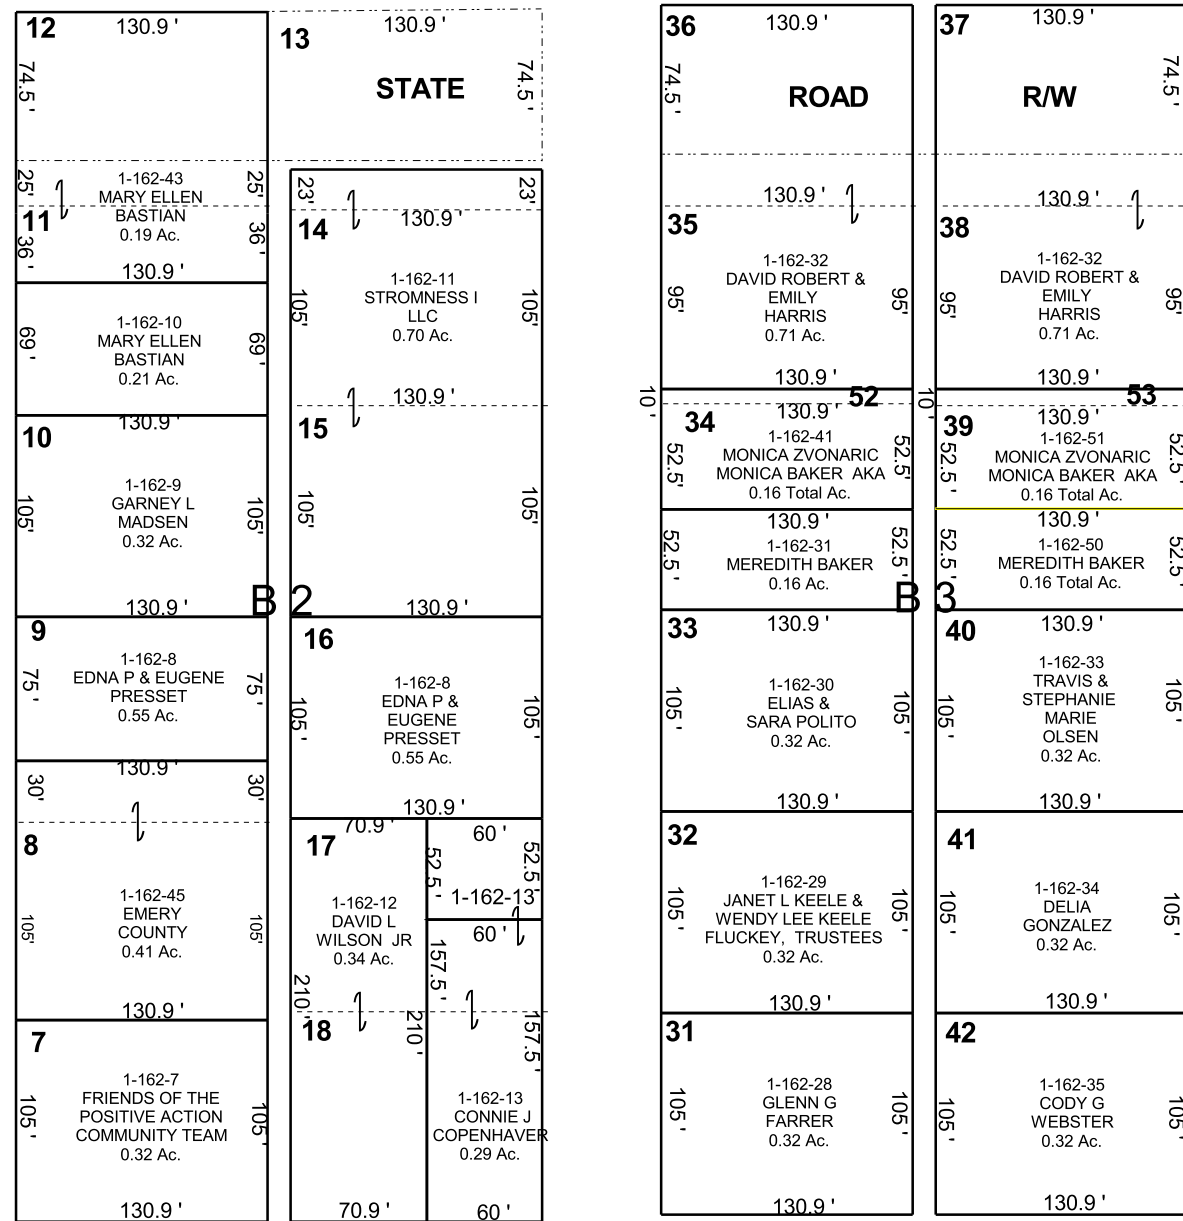 12
130.9 '
74.5 '
25'
25'
1-162-43
MARY ELLEN
BASTIAN
0.19 Ac.
11
36 '
36 '
130.9 '
69 '
69 '
1-162-10
MARY ELLEN
BASTIAN
0.21 Ac.
130.9 '
10
105'
105'
1-162-9
GARNEY L
MADSEN
0.32 Ac.
130.9 '
9
75 '
75 '
1-162-8
EDNA P & EUGENE
PRESSET
0.55 Ac.
130.9 '
30'
30'
8
105'
105'
1-162-45
EMERY
COUNTY
0.41 Ac.
130.9 '
7
105 '
105 '
1-162-7
FRIENDS OF THE
POSITIVE ACTION
COMMUNITY TEAM
0.32 Ac.
130.9 '
B 2
13
130.9 '
74.5 '
STATE
23'
23'
130.9 '
14
105'
105'
1-162-11
STROMNESS I
LLC
0.70 Ac.
130.9 '
15
105'
105'
130.9 '
16
105 '
105 '
1-162-8
EDNA P &
EUGENE
PRESSET
0.55 Ac.
130.9 '
70.9 '
60 '
17
52.5 '
52.5 '
1-162-13
1-162-12
DAVID L
WILSON JR
0.34 Ac.
60 '
157.5 '
210 '
210 '
157.5 '
18
1-162-13
CONNIE J
COPENHAVER
0.29 Ac.
70.9 '
60 '
36
130.9 '
74.5 '
ROAD
130.9 '
35
95'
95'
1-162-32
DAVID ROBERT &
EMILY
HARRIS
0.71 Ac.
130.9 '
10 '
52
130.9 '
34
52.5'
52.5'
1-162-41
MONICA ZVONARIC
MONICA BAKER AKA
0.16 Total Ac.
130.9 '
52.5 '
52.5 '
1-162-31
MEREDITH BAKER
0.16 Ac.
B 3
33
130.9 '
105 '
105 '
1-162-30
ELIAS &
SARA POLITO
0.32 Ac.
130.9 '
32
105 '
105 '
1-162-29
JANET L KEELE &
WENDY LEE KEELE
FLUCKEY, TRUSTEES
0.32 Ac.
130.9 '
31
105 '
105 '
1-162-28
GLENN G
FARRER
0.32 Ac.
130.9 '
37
130.9 '
74.5 '
R/W
130.9 '
38
95'
95'
1-162-32
DAVID ROBERT &
EMILY
HARRIS
0.71 Ac.
130.9 '
10'
53
130.9 '
39
52.5 '
52.5 '
1-162-51
MONICA ZVONARIC
MONICA BAKER AKA
0.16 Total Ac.
130.9 '
52.5 '
52.5 '
1-162-50
MEREDITH BAKER
0.16 Total Ac.
40
130.9 '
105 '
105 '
1-162-33
TRAVIS &
STEPHANIE
MARIE
OLSEN
0.32 Ac.
130.9 '
41
105 '
105 '
1-162-34
DELIA
GONZALEZ
0.32 Ac.
130.9 '
42
105 '
105 '
1-162-35
CODY G
WEBSTER
0.32 Ac.
130.9 '